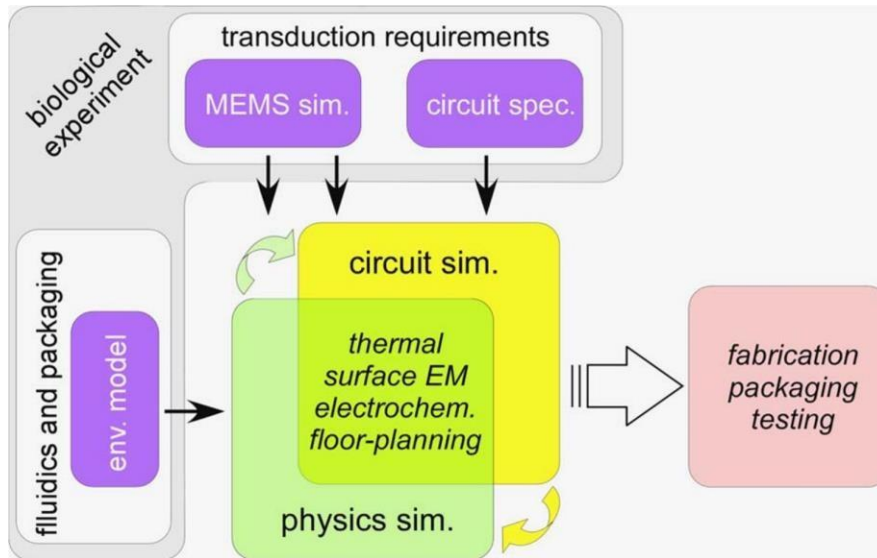 biological
experiment
transduction requirements
MEMS sim.
circuit spec.
flluidics and packaging
env. model
circuit sim.
thermal
surface EM
electrochem.
floor-planning
physics sim.
fabrication
packaging
testing